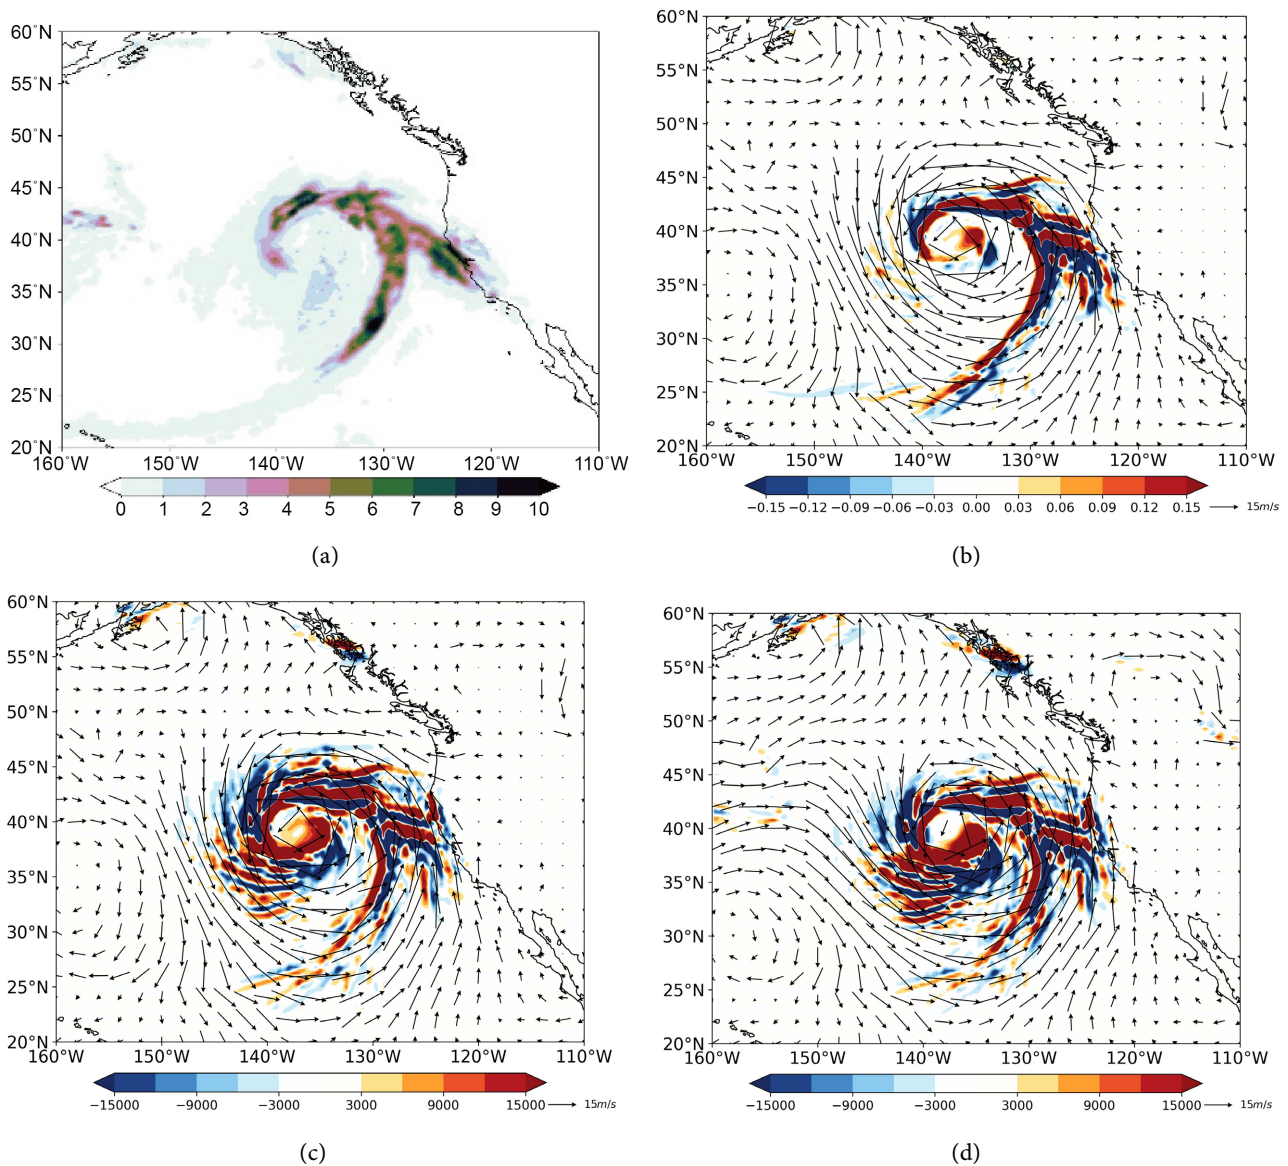 60°N
55°N
50°N
45°N
40°N
35°N
30°N
25°N
20°N
160°W 150°W 140°W 130°W 120°W 110°W
0 1 2 3 4 5 6 7 8 9 10
(a)
60°N
55°N
50°N
45°N
40°N
35°N
30°N
25°N
20°N
160°W 150°W 140°W 130°W 120°W 110°W
−0.15 −0.12 −0.09 −0.06 −0.03 0.00 0.03 0.06 0.09 0.12 0.15 15m/s
(b)
60°N
55°N
50°N
45°N
40°N
35°N
30°N
25°N
20°N
160°W 150°W 140°W 130°W 120°W 110°W
−15000 −9000 −3000 3000 9000 15000 15m/s
(c)
60°N
55°N
50°N
45°N
40°N
35°N
30°N
25°N
20°N
160°W 150°W 140°W 130°W 120°W 110°W
−15000 −9000 −3000 3000 9000 15000 15m/s
(d)